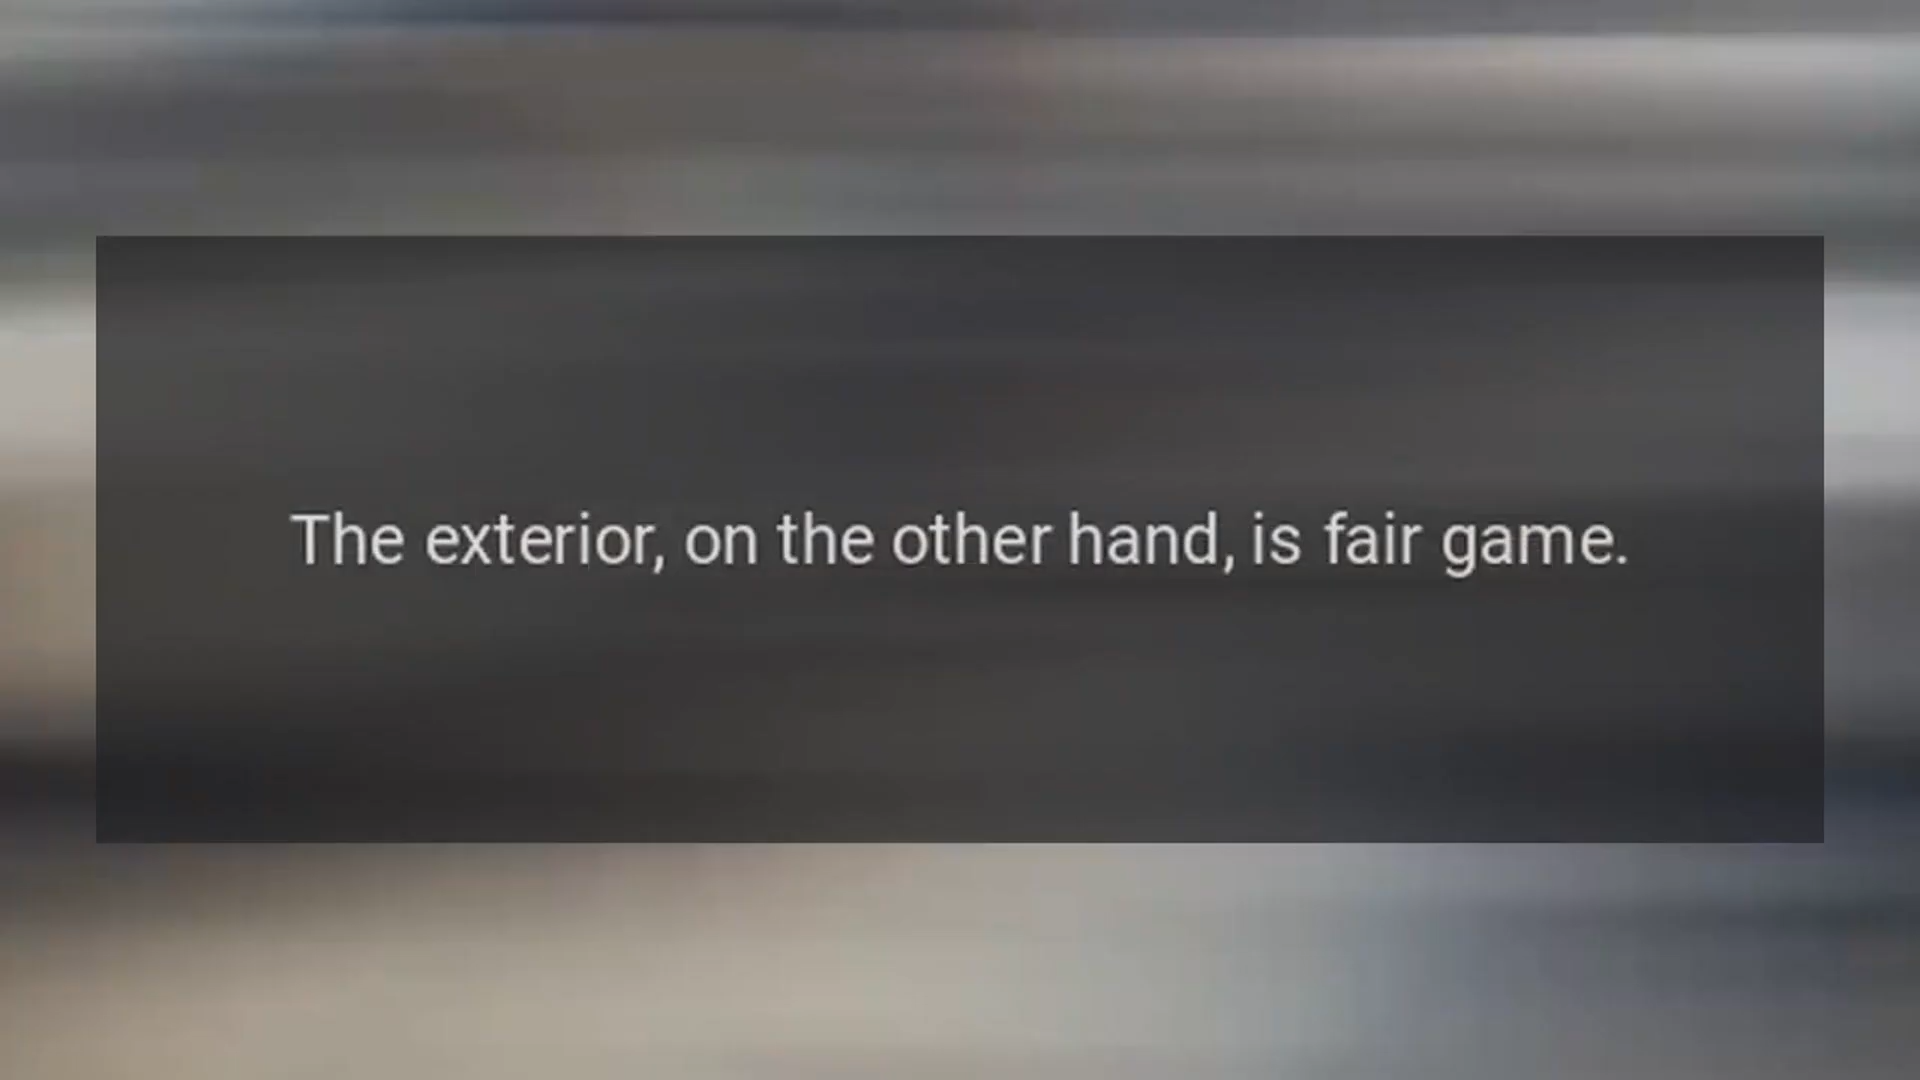 The exterior, on the other hand, is fair game.